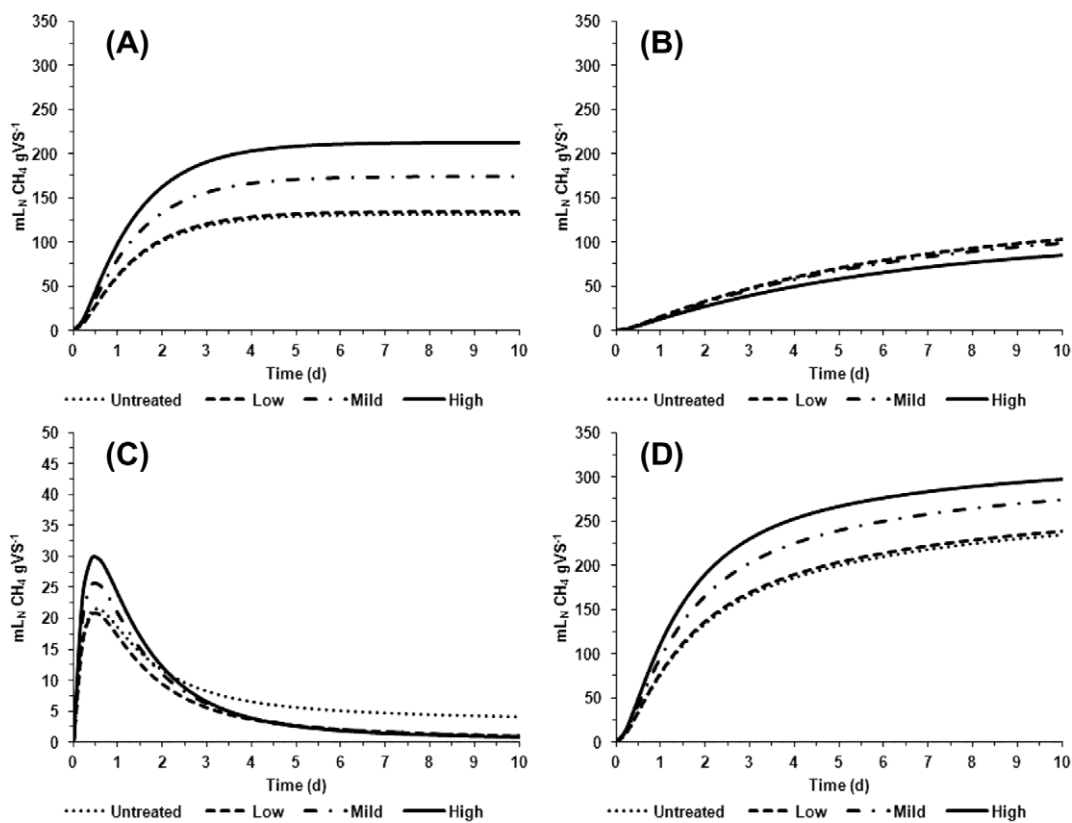 (A)
350
300
250
200
150
100
50
0
mLN CH4 gVS-1
0 1 2 3 4 5 6 7 8 9 10
Time (d)
Untreated Low Mild High
(B)
350
300
250
200
150
100
50
0
mLN CH4 gVS-1
0 1 2 3 4 5 6 7 8 9 10
Time (d)
Untreated Low Mild High
(C)
50
45
40
35
30
25
20
15
10
5
0
mLN CH4 gVS-1
0 1 2 3 4 5 6 7 8 9 10
Time (d)
Untreated Low Mild High
(D)
350
300
250
200
150
100
50
0
mLN CH4 gVS-1
0 1 2 3 4 5 6 7 8 9 10
Time (d)
Untreated Low Mild High